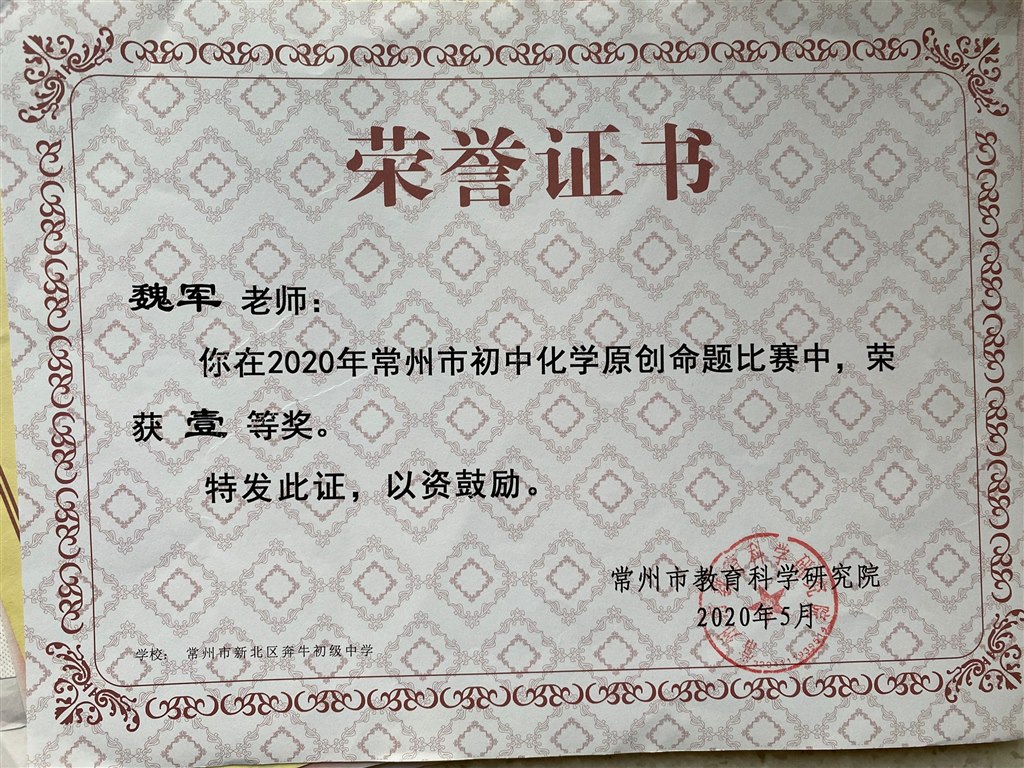 荣誉证书
魏军 老师：
你在2020年常州市初中化学原创命题比赛中，荣
获 壹 等奖。
特发此证，以资鼓励。
常州市教育科学研究院
2020年5月
学校： 常州市新北区奔牛初级中学